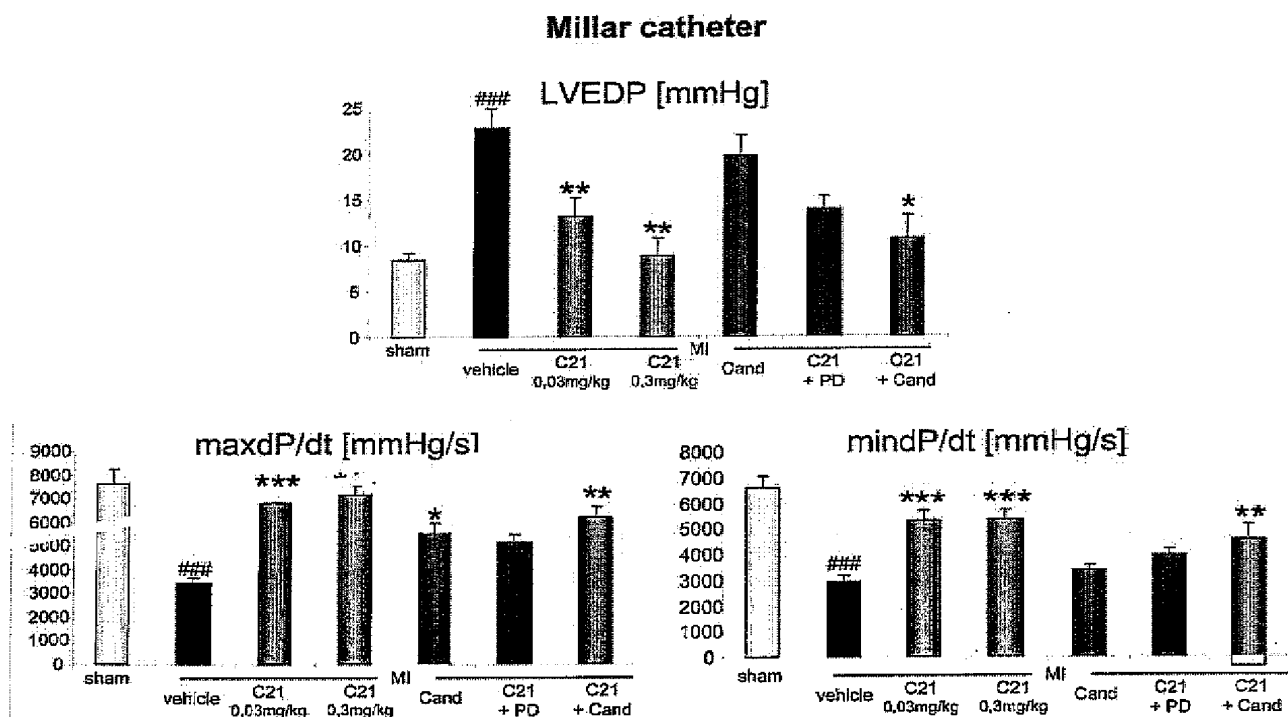 Millar catheter
LVEDP [mmHg]
25
20
15
10
5
0
###
**
**
*
sham
vehicle
C21
0,03mg/kg
C21
0,3mg/kg
MI
Cand
C21
+ PD
C21
+ Cand
maxdP/dt [mmHg/s]
9000
8000
7000
6000
5000
4000
3000
2000
1000
0
###
***
*
**
sham
vehicle
C21
0,03mg/kg
C21
0,3mg/kg
MI
Cand
C21
+ PD
C21
+ Cand
mindP/dt [mmHg/s]
8000
7000
6000
5000
4000
3000
2000
1000
0
###
***
***
**
sham
vehicle
C21
0,03mg/kg
C21
0,3mg/kg
MI
Cand
C21
+ PD
C21
+ Cand